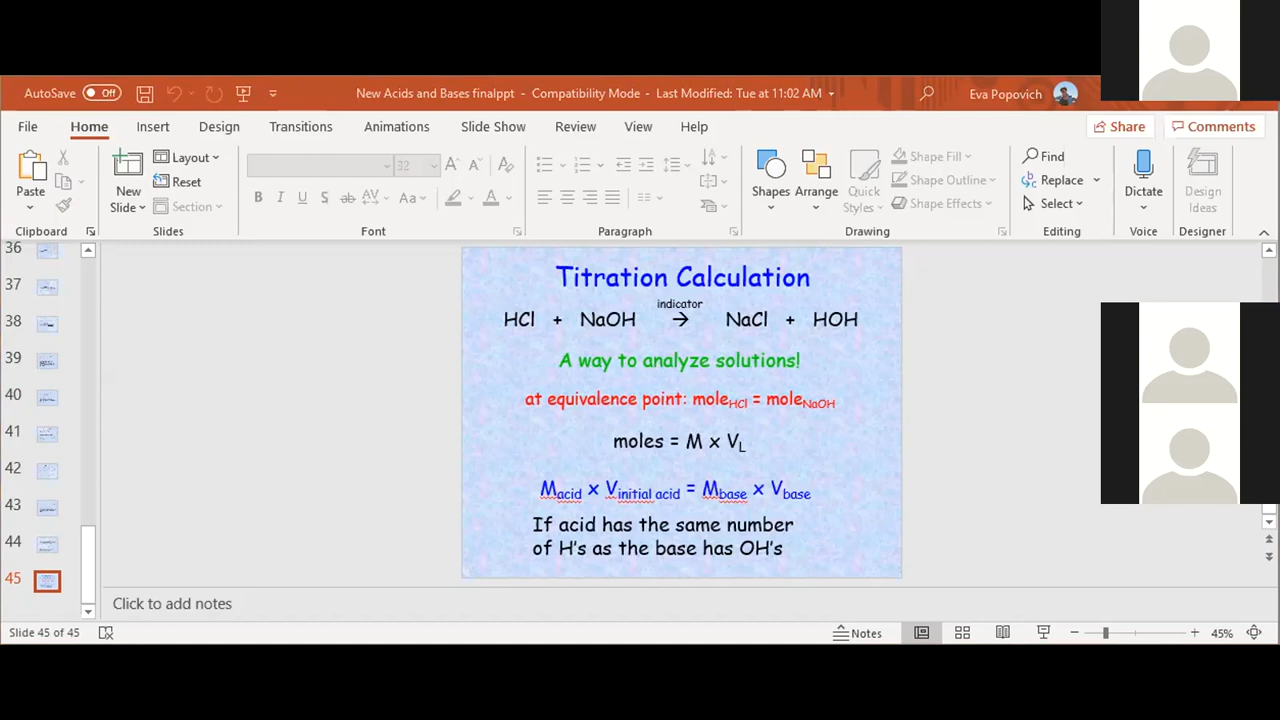 AutoSave Off New Acids and Bases finalppt - Compatibility Mode - Last Modified: Tue at 11:02 AM Eva Popovich
File Home Insert Design Transitions Animations Slide Show Review View Help Share Comments
Paste
Clipboard
New
Slide
Layout
Reset
Section
Slides
32
A A A
B I U S ab AV Aa A
Font
Paragraph
Shapes
Arrange
Quick
Styles
Shape Fill
Shape Outline
Shape Effects
Drawing
Find
Replace
Select
Editing
Dictate
Voice
Design
Ideas
Designer
36
37
38
39
40
41
42
43
44
45
Titration Calculation
indicator
HCl + NaOH → NaCl + HOH
A way to analyze solutions!
at equivalence point: moleHCl = moleNaOH
moles = M x VL
Macid x Vinitial acid = Mbase x Vbase
If acid has the same number
of H's as the base has OH's
Click to add notes
Slide 45 of 45 Notes 45%